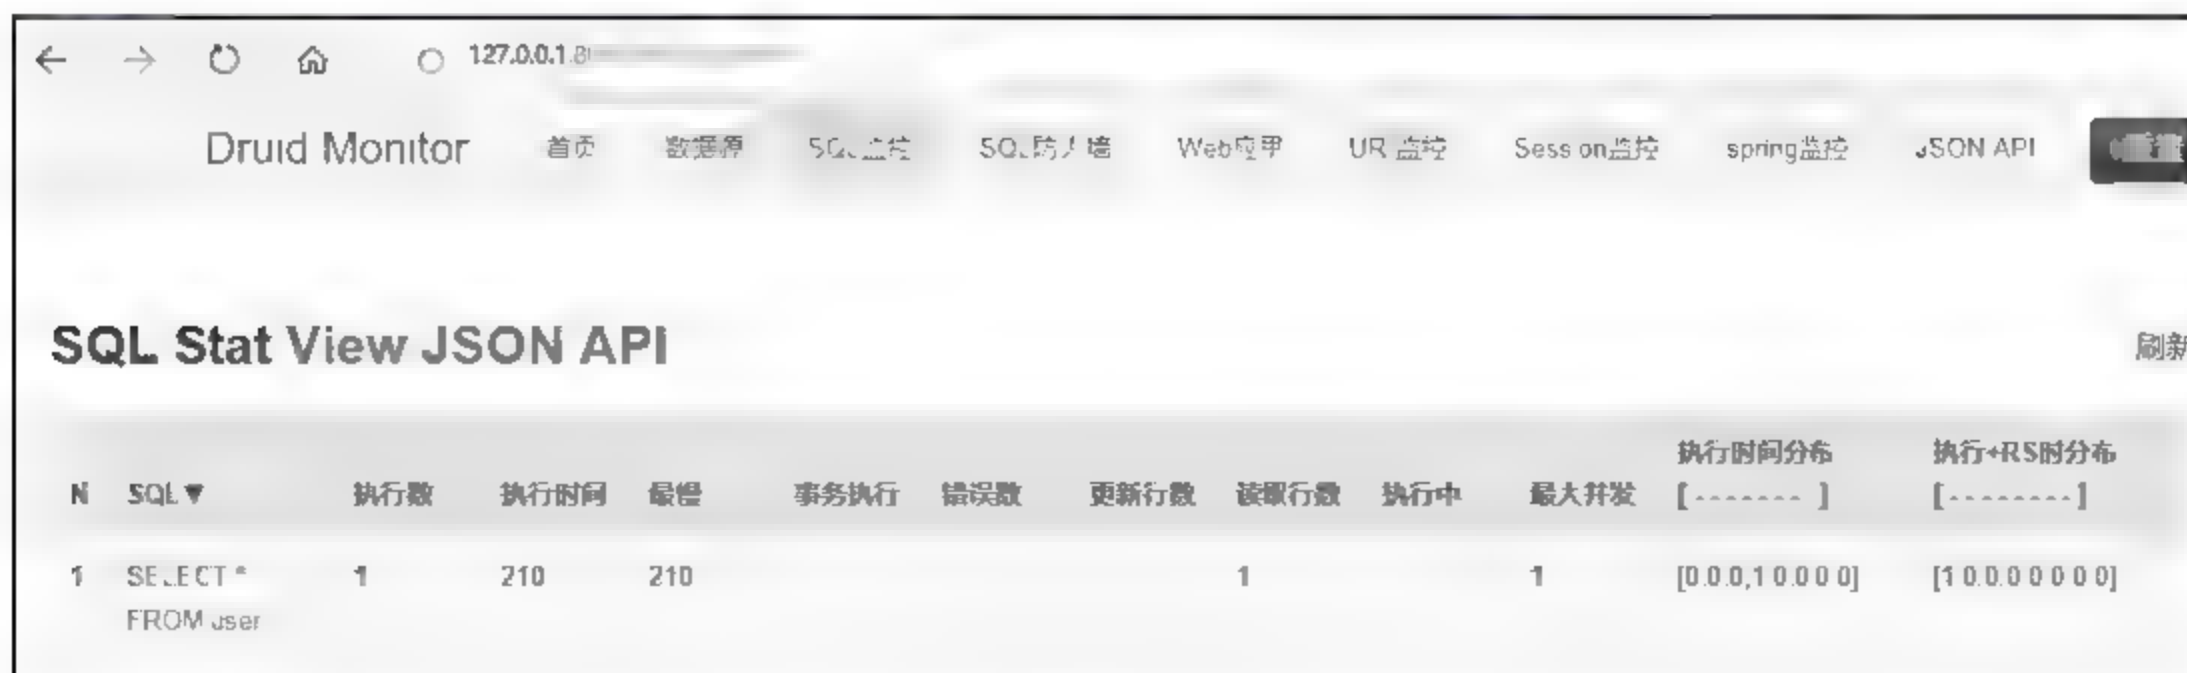 127.0.0.1
Druid Monitor 首页 数据源 SQL监控 SQL防火墙 Web应用 URI监控 Session监控 spring监控 JSON API
SQL Stat View JSON API 刷新
执行时间分布 执行+RS时分布
N SQL▼ 执行数 执行时间 最慢 事务执行 错误数 更新行数 读取行数 执行中 最大并发 [ - - - - - - - ] [ - - - - - - - - ]
1 SELECT * 1 210 210 1 1 [0,0,0,1,0,0,0,0] [1,0,0,0,0,0,0,0]
FROM user